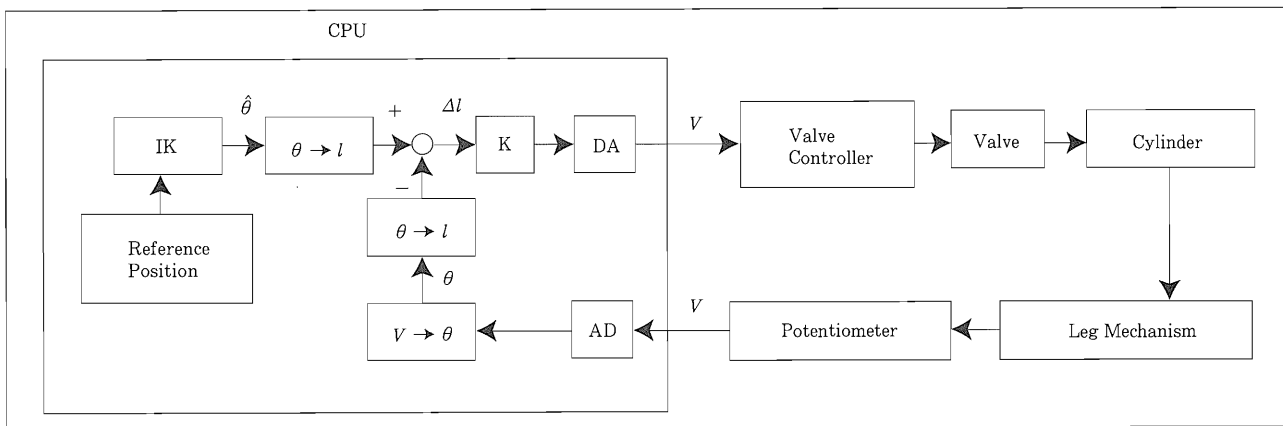 CPU
θ̂
+
Δl
V
IK
θ → l
K
DA
Valve
Controller
Valve
Cylinder
−
θ → l
Reference
Position
θ
V
V → θ
AD
Potentiometer
Leg Mechanism